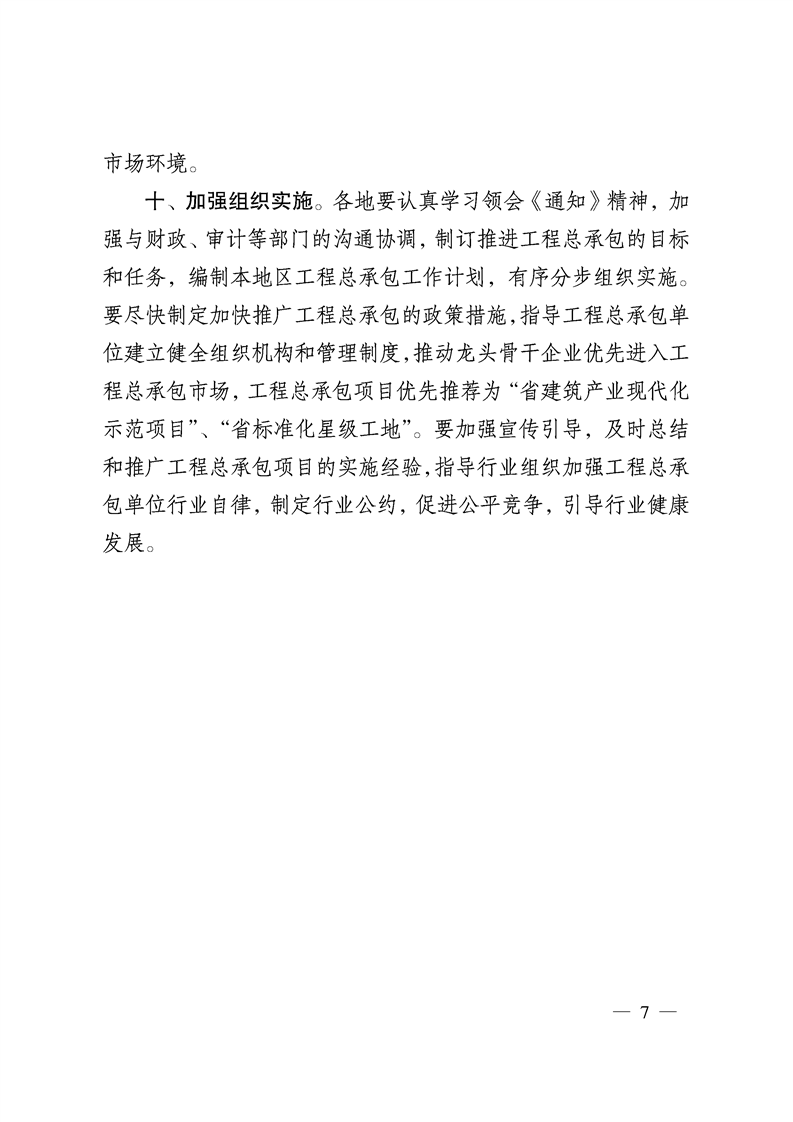 市场环境。
十、加强组织实施。各地要认真学习领会《通知》精神，加
强与财政、审计等部门的沟通协调，制订推进工程总承包的目标
和任务，编制本地区工程总承包工作计划，有序分步组织实施。
要尽快制定加快推广工程总承包的政策措施，指导工程总承包单
位建立健全组织机构和管理制度，推动龙头骨干企业优先进入工
程总承包市场，工程总承包项目优先推荐为“省建筑产业现代化
示范项目”、“省标准化星级工地”。要加强宣传引导，及时总结
和推广工程总承包项目的实施经验，指导行业组织加强工程总承
包单位行业自律，制定行业公约，促进公平竞争，引导行业健康
发展。
— 7 —